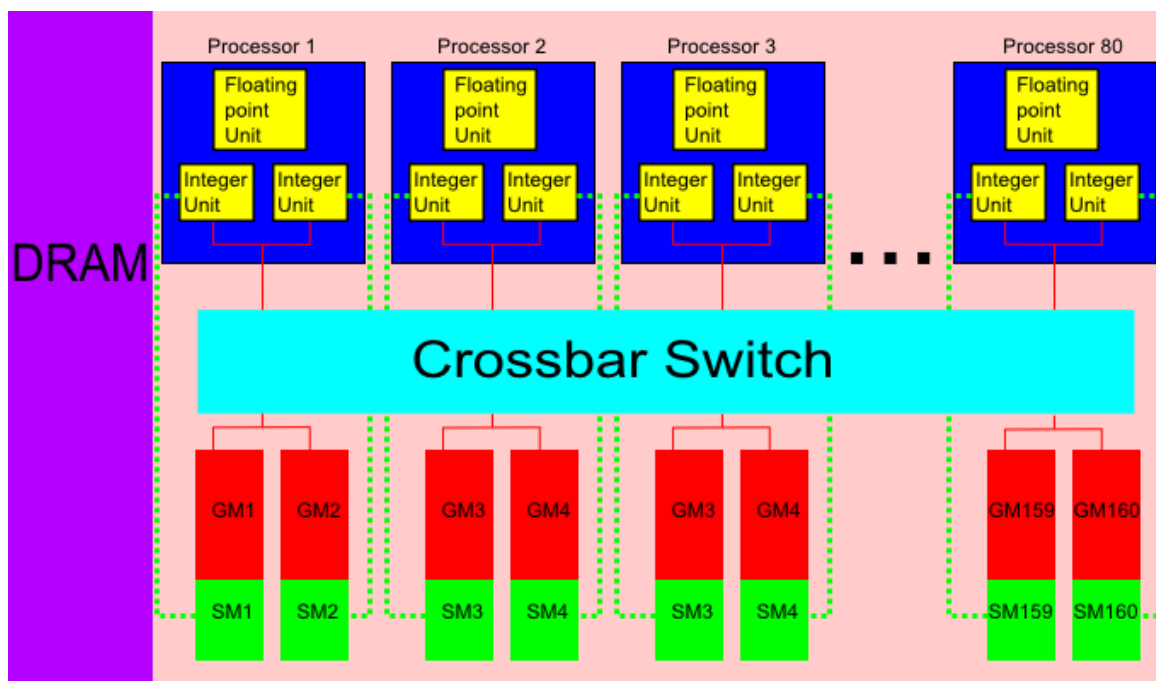 Processor 1
Processor 2
Processor 3
Processor 80
Floating
point
Unit
Floating
point
Unit
Floating
point
Unit
Floating
point
Unit
Integer
Unit
Integer
Unit
Integer
Unit
Integer
Unit
Integer
Unit
Integer
Unit
Integer
Unit
Integer
Unit
DRAM
...
Crossbar Switch
GM1
GM2
GM3
GM4
GM3
GM4
GM159
GM160
SM1
SM2
SM3
SM4
SM3
SM4
SM159
SM160